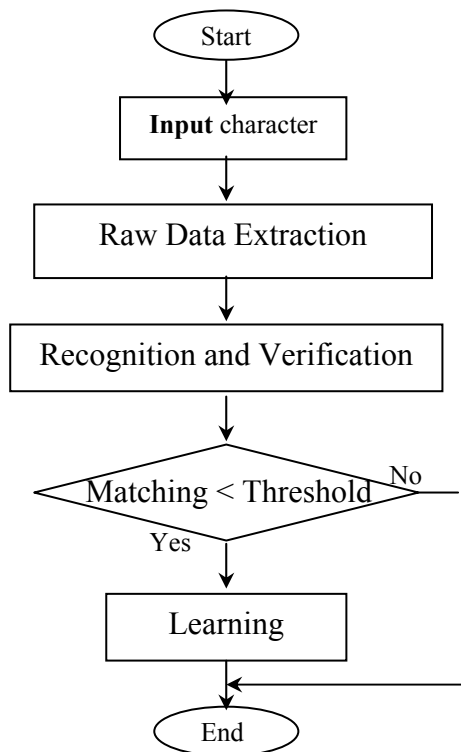 Start
Input character
Raw Data Extraction
Recognition and Verification
Matching < Threshold
No
Yes
Learning
End